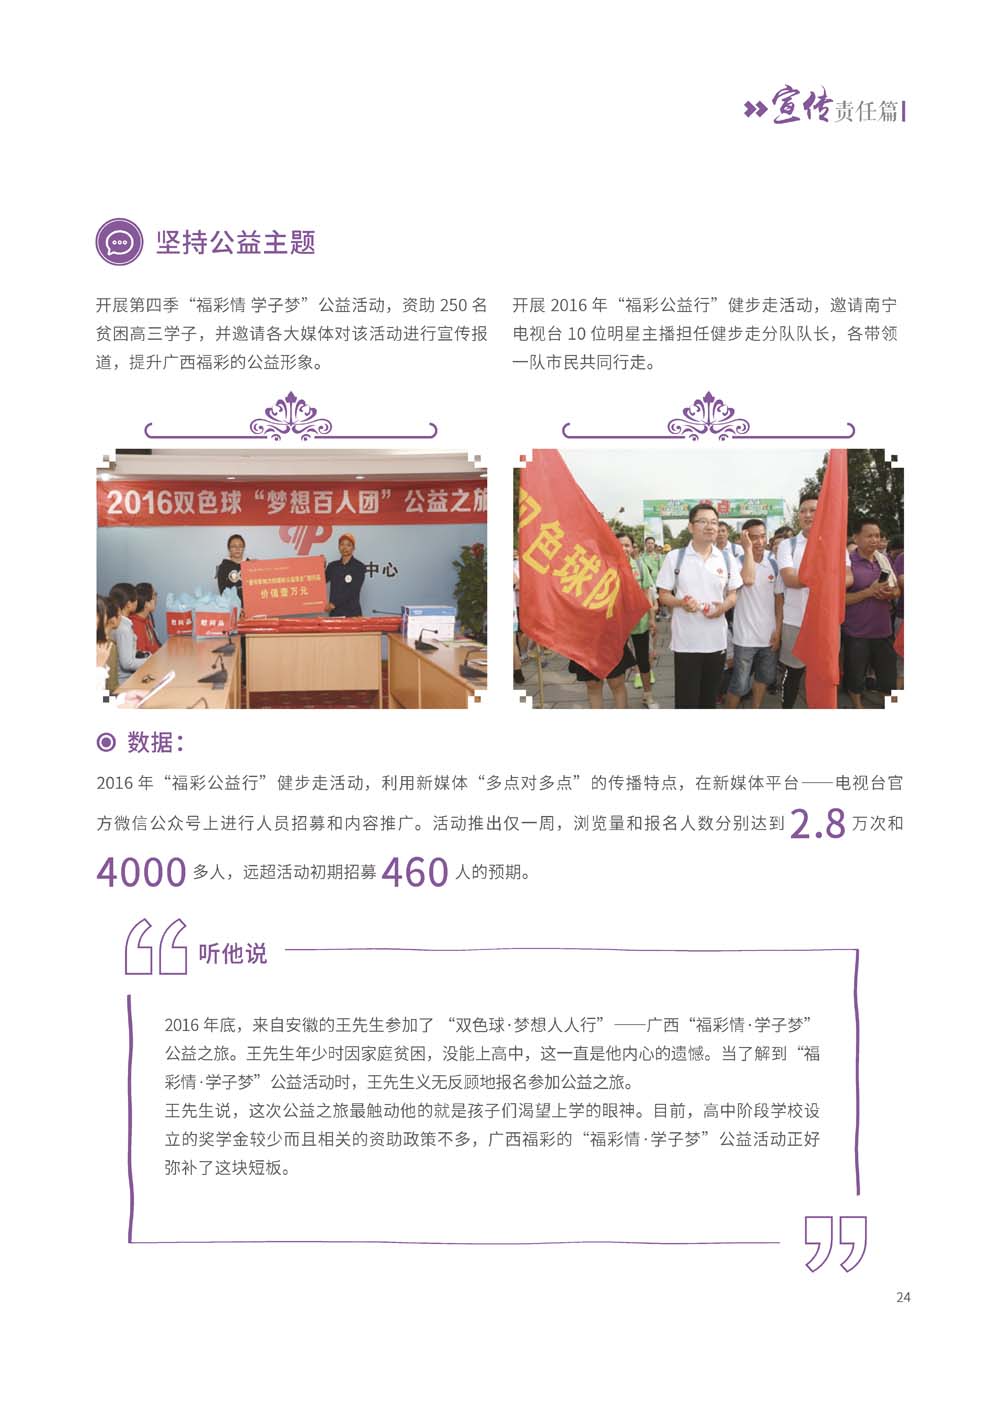 宣传责任篇
坚持公益主题
开展第四季“福彩情 学子梦”公益活动，资助 250 名
贫困高三学子，并邀请各大媒体对该活动进行宣传报
道，提升广西福彩的公益形象。
开展 2016 年“福彩公益行”健步走活动，邀请南宁
电视台 10 位明星主播担任健步走分队队长，各带领
一队市民共同行走。
2016双色球“梦想百人团”公益之旅
中心
价值壹万元
慰问品
慰问品
色球队
数据：
2016 年“福彩公益行”健步走活动，利用新媒体“多点对多点”的传播特点，在新媒体平台——电视台官
方微信公众号上进行人员招募和内容推广。活动推出仅一周，浏览量和报名人数分别达到 2.8 万次和
4000 多人，远超活动初期招募 460 人的预期。
听他说
2016 年底，来自安徽的王先生参加了 “双色球·梦想人人行”——广西“福彩情·学子梦”
公益之旅。王先生年少时因家庭贫困，没能上高中，这一直是他内心的遗憾。当了解到“福
彩情·学子梦”公益活动时，王先生义无反顾地报名参加公益之旅。
王先生说，这次公益之旅最触动他的就是孩子们渴望上学的眼神。目前，高中阶段学校设
立的奖学金较少而且相关的资助政策不多，广西福彩的“福彩情·学子梦”公益活动正好
弥补了这块短板。
24